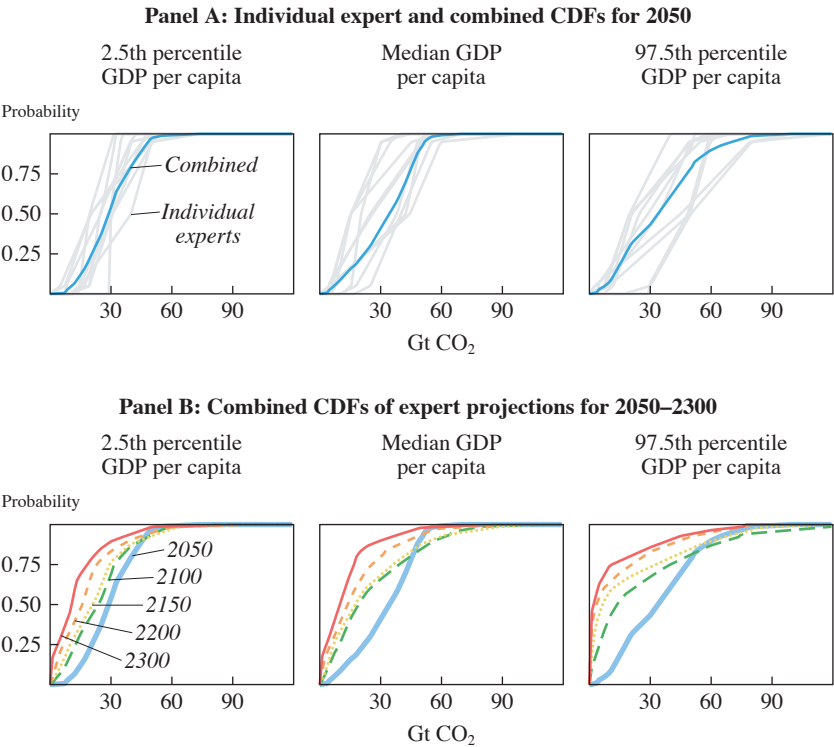 Panel A: Individual expert and combined CDFs for 2050
2.5th percentile
GDP per capita
Median GDP
per capita
97.5th percentile
GDP per capita
Probability
0.75
0.50
0.25
Combined
Individual
experts
30 60 90
30 60 90
30 60 90
Gt CO₂
Panel B: Combined CDFs of expert projections for 2050–2300
2.5th percentile
GDP per capita
Median GDP
per capita
97.5th percentile
GDP per capita
Probability
0.75
0.50
0.25
2050
2100
2150
2200
2300
30 60 90
30 60 90
30 60 90
Gt CO₂